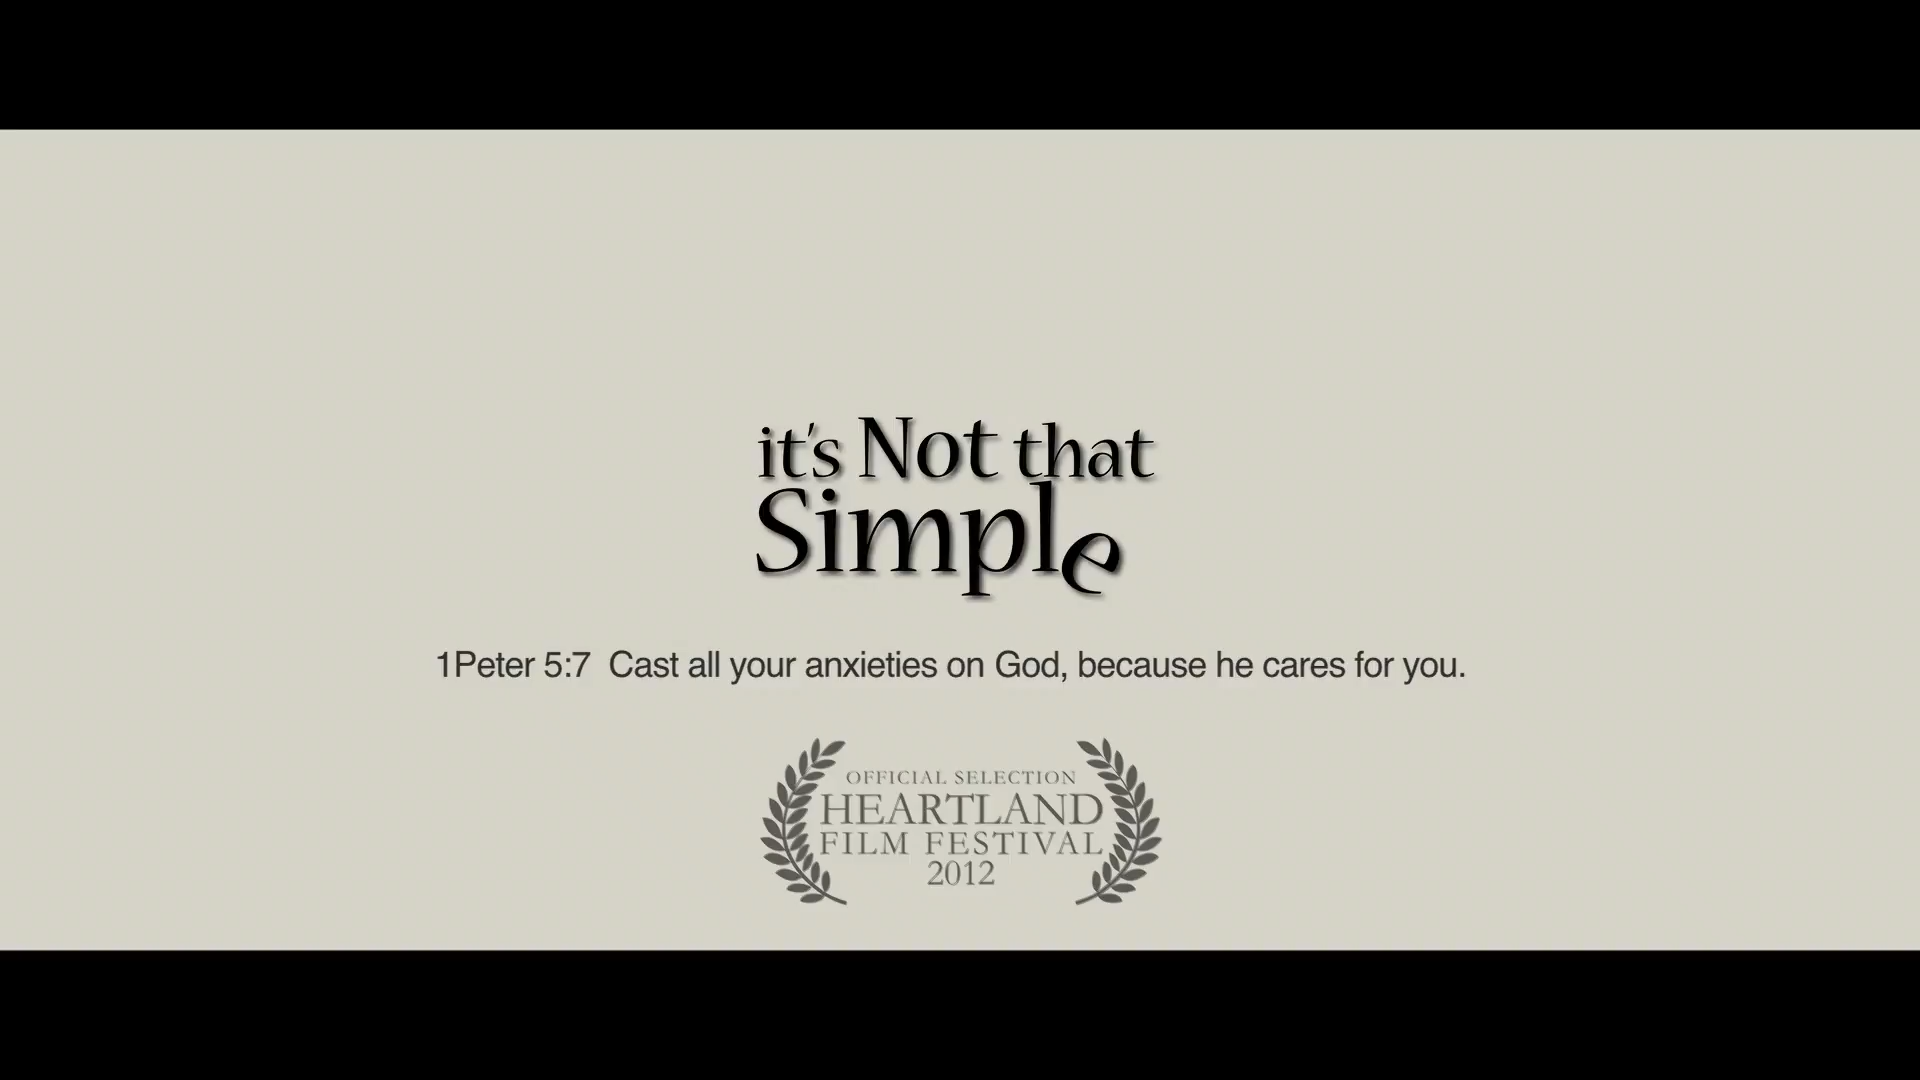 it's Not that
Simple
1Peter 5:7  Cast all your anxieties on God, because he cares for you.
OFFICIAL SELECTION
HEARTLAND
FILM FESTIVAL
2012